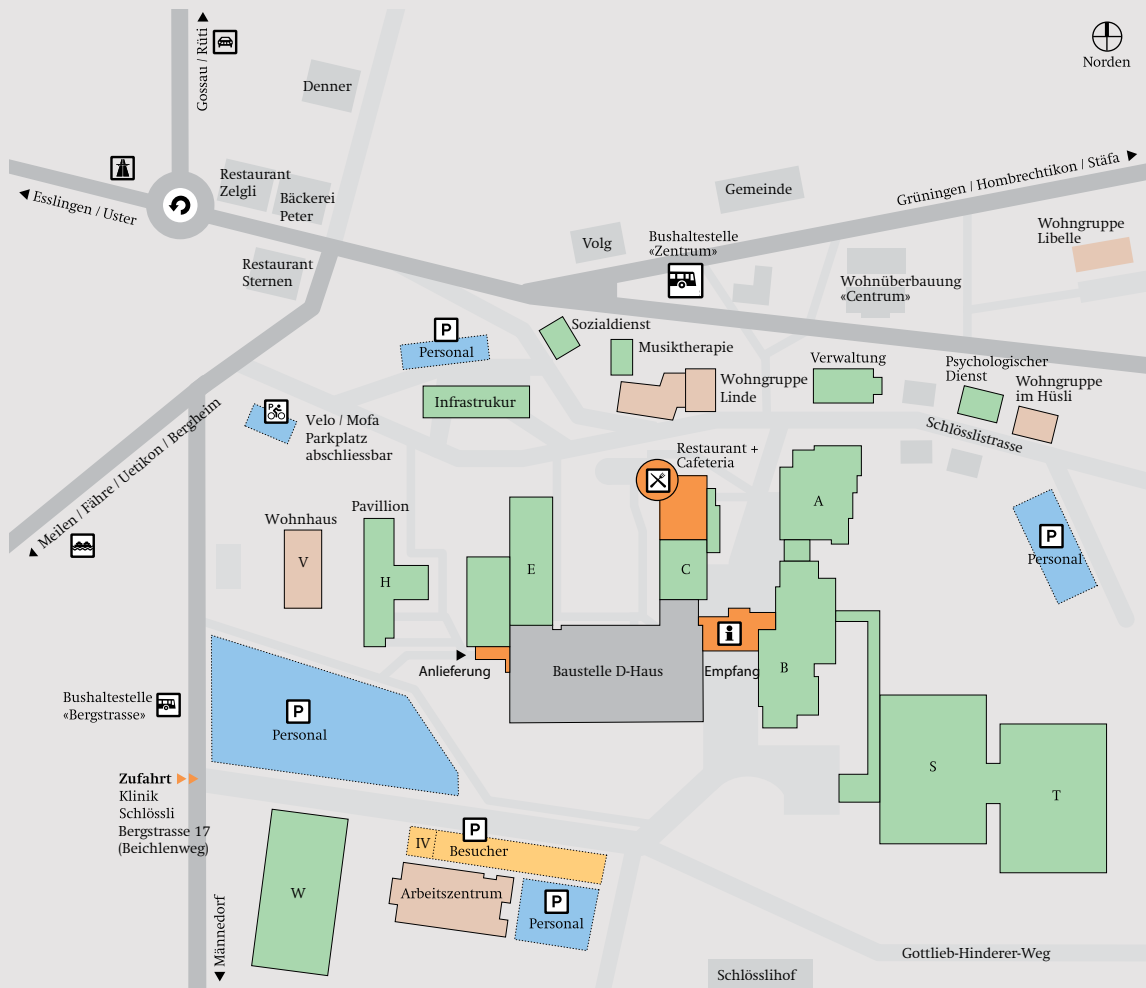 Gossau / Rüti
Norden
Denner
Esslingen / Uster
Restaurant
Zelgli
Bäckerei
Peter
Restaurant
Sternen
Gemeinde
Grüningen / Hombrechtikon / Stäfa
Volg
Bushaltestelle
«Zentrum»
Wohngruppe
Libelle
Wohnüberbauung
«Centrum»
P
Personal
Sozialdienst
Musiktherapie
Wohngruppe
Linde
Verwaltung
Psychologischer
Dienst
Wohngruppe
im Hüsli
Schlösslistrasse
Infrastrukur
P
Velo / Mofa
Parkplatz
abschliessbar
Meilen / Fähre / Uetikon / Bergheim
Restaurant +
Cafeteria
Wohnhaus
V
Pavillion
H
E
C
A
P
Personal
Anlieferung
Baustelle D-Haus
i
Empfang
B
Bushaltestelle
«Bergstrasse»
P
Personal
S
T
Zufahrt
Klinik
Schlössli
Bergstrasse 17
(Beichlenweg)
P
IV
Besucher
W
Arbeitszentrum
P
Personal
Männedorf
Schlösslihof
Gottlieb-Hinderer-Weg